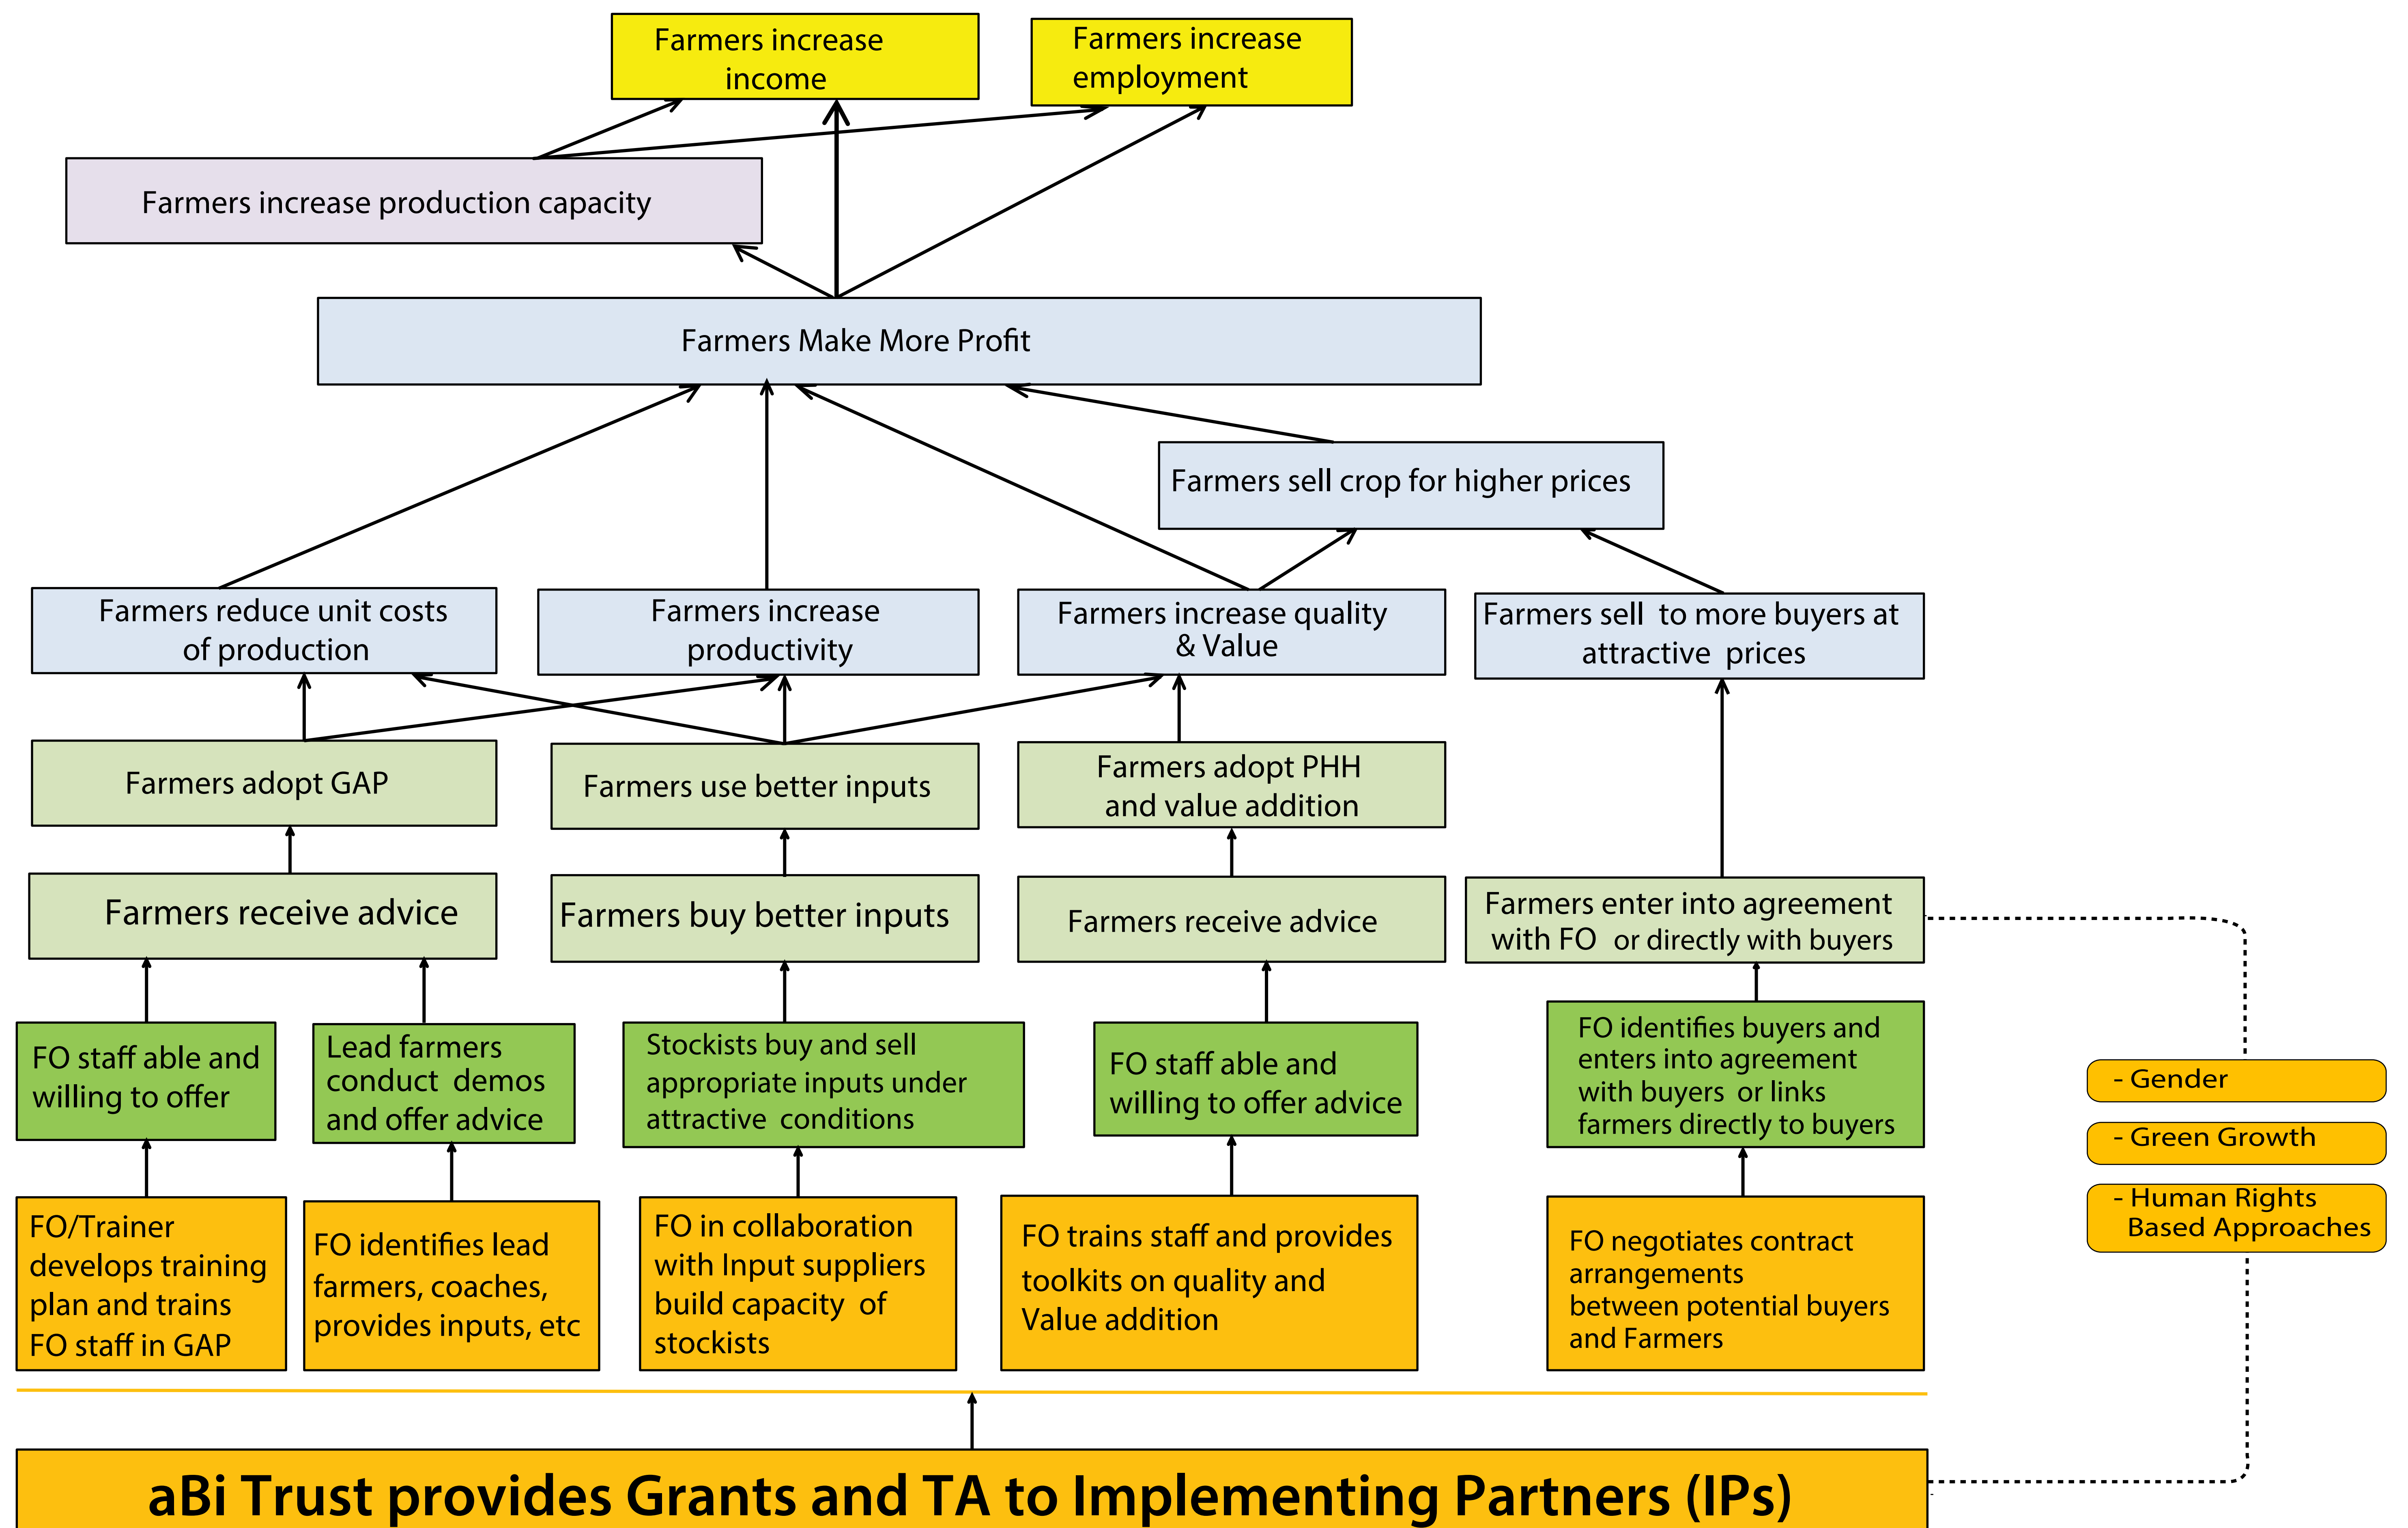 Farmers increase
income
Farmers increase
employment
Farmers increase production capacity
Farmers Make More Profit
Farmers sell crop for higher prices
Farmers reduce unit costs
of production
Farmers increase
productivity
Farmers increase quality
& Value
Farmers sell to more buyers at
attractive prices
Farmers adopt GAP
Farmers use better inputs
Farmers adopt PHH
and value addition
Farmers receive advice
Farmers buy better inputs
Farmers receive advice
Farmers enter into agreement
with FO or directly with buyers
FO staff able and
willing to offer
Lead farmers
conduct demos
and offer advice
Stockists buy and sell
appropriate inputs under
attractive conditions
FO staff able and
willing to offer advice
FO identifies buyers and
enters into agreement
with buyers or links
farmers directly to buyers
- Gender
- Green Growth
- Human Rights
Based Approaches
FO/Trainer
develops training
plan and trains
FO staff in GAP
FO identifies lead
farmers, coaches,
provides inputs, etc
FO in collaboration
with Input suppliers
build capacity of
stockists
FO trains staff and provides
toolkits on quality and
Value addition
FO negotiates contract
arrangements
between potential buyers
and Farmers
aBi Trust provides Grants and TA to Implementing Partners (IPs)